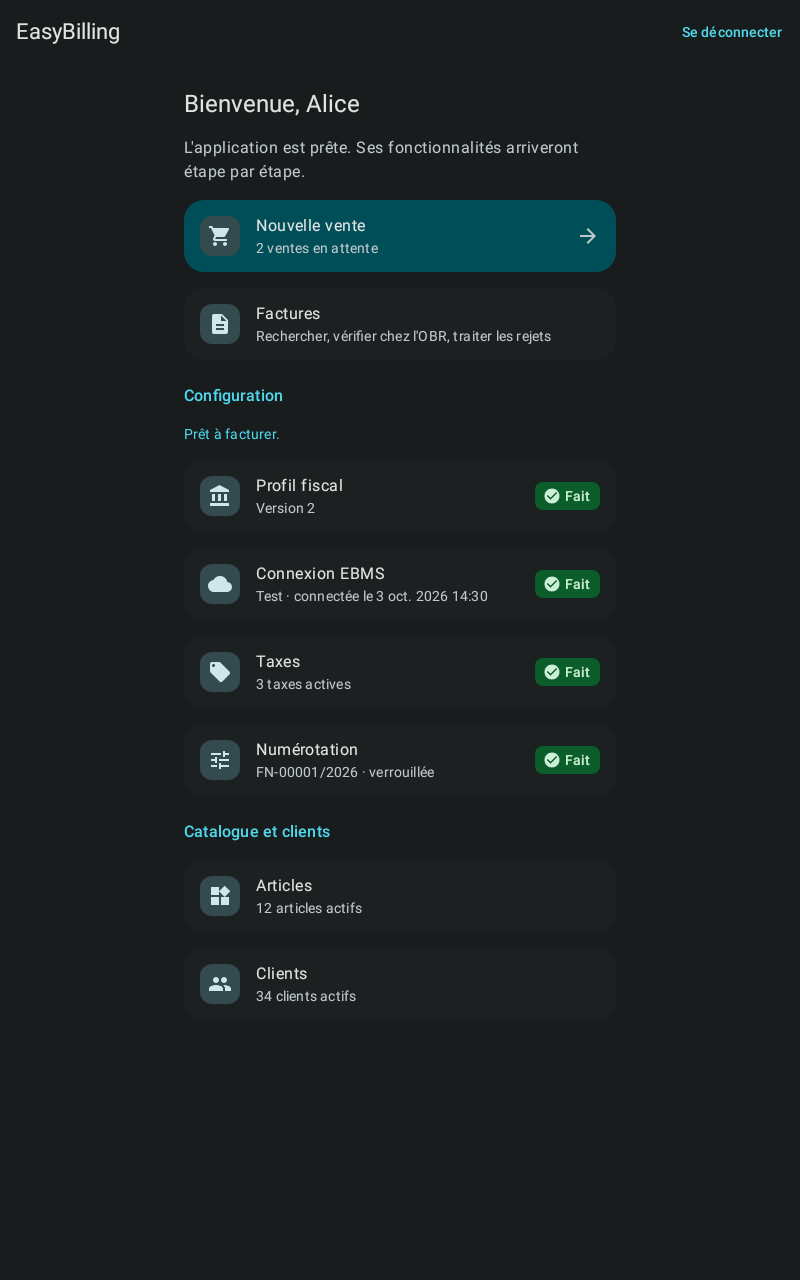 EasyBilling
Se déconnecter
Bienvenue, Alice
L'application est prête. Ses fonctionnalités arriveront
étape par étape.
Nouvelle vente
2 ventes en attente
Factures
Rechercher, vérifier chez l'OBR, traiter les rejets
Configuration
Prêt à facturer.
Profil fiscal
Version 2
Fait
Connexion EBMS
Test · connectée le 3 oct. 2026 14:30
Fait
Taxes
3 taxes actives
Fait
Numérotation
FN-00001/2026 · verrouillée
Fait
Catalogue et clients
Articles
12 articles actifs
Clients
34 clients actifs